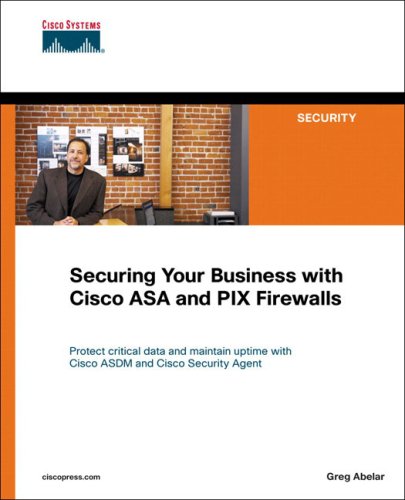 CISCO SYSTEMS
SECURITY
Securing Your Business with
Cisco ASA and PIX Firewalls
Protect critical data and maintain uptime with
Cisco ASDM and Cisco Security Agent
ciscopress.com
Greg Abelar